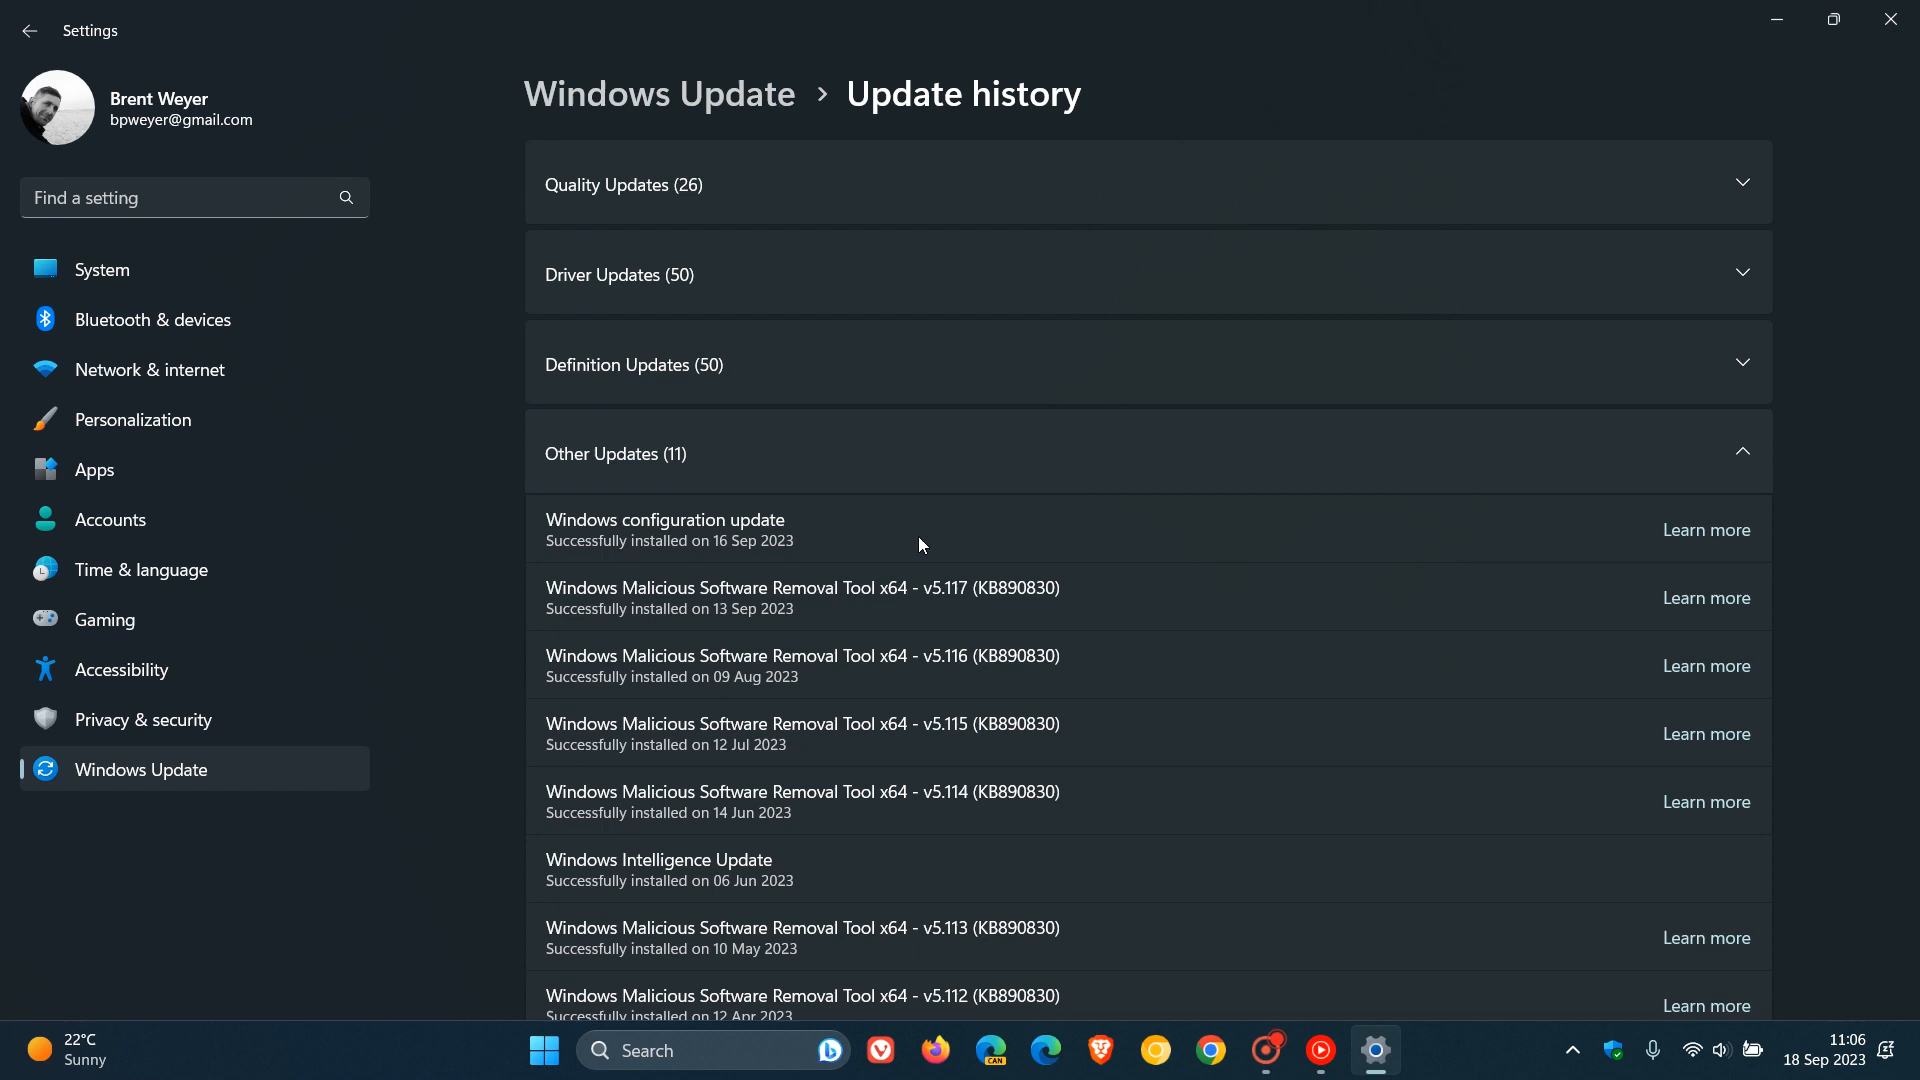 Settings
Brent Weyer
bpweyer@gmail.com
Find a setting
System
Bluetooth & devices
Network & internet
Personalization
Apps
Accounts
Time & language
Gaming
Accessibility
Privacy & security
Windows Update
Windows Update > Update history
Quality Updates (26)
Driver Updates (50)
Definition Updates (50)
Other Updates (11)
Windows configuration update
Successfully installed on 16 Sep 2023
Learn more
Windows Malicious Software Removal Tool x64 - v5.117 (KB890830)
Successfully installed on 13 Sep 2023
Learn more
Windows Malicious Software Removal Tool x64 - v5.116 (KB890830)
Successfully installed on 09 Aug 2023
Learn more
Windows Malicious Software Removal Tool x64 - v5.115 (KB890830)
Successfully installed on 12 Jul 2023
Learn more
Windows Malicious Software Removal Tool x64 - v5.114 (KB890830)
Successfully installed on 14 Jun 2023
Learn more
Windows Intelligence Update
Successfully installed on 06 Jun 2023
Windows Malicious Software Removal Tool x64 - v5.113 (KB890830)
Successfully installed on 10 May 2023
Learn more
Windows Malicious Software Removal Tool x64 - v5.112 (KB890830)
Successfully installed on 12 Apr 2023
Learn more
22°C
Sunny
Search
CAN
11:06
18 Sep 2023